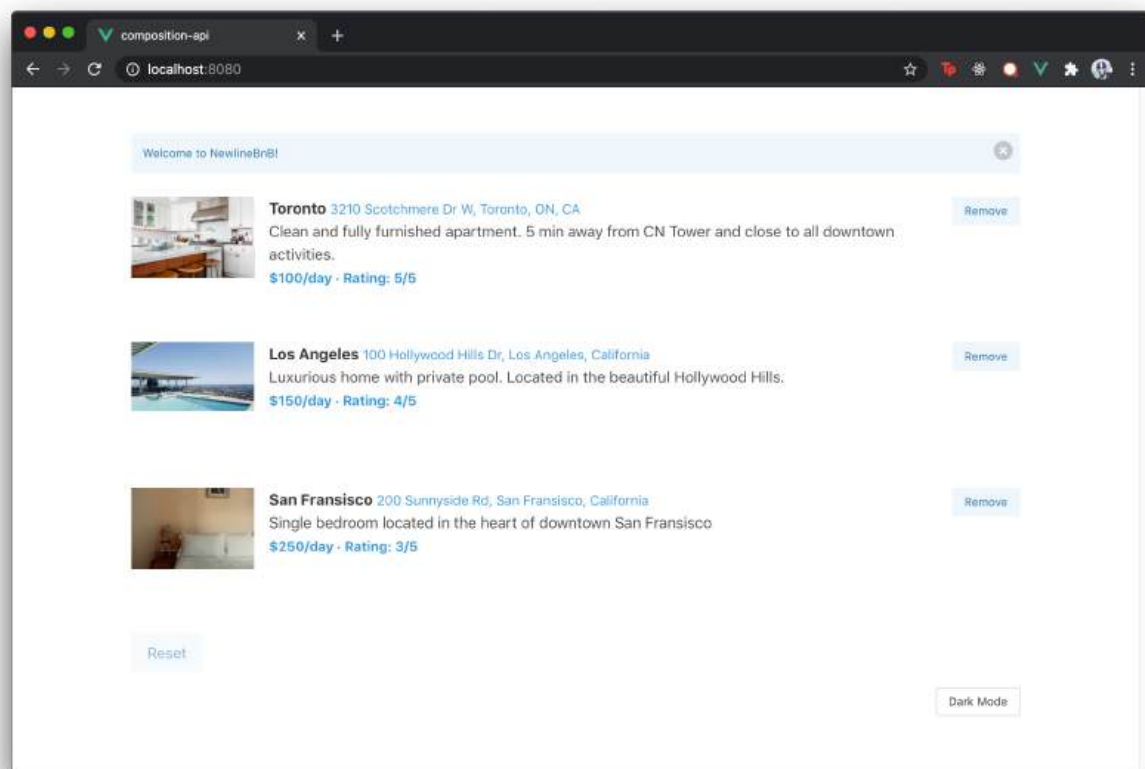 composition-api
localhost:8080
Welcome to NewlineBnB!
Toronto 3210 Scotchmere Dr W, Toronto, ON, CA
Remove
Clean and fully furnished apartment. 5 min away from CN Tower and close to all downtown
activities.
$100/day · Rating: 5/5
Los Angeles 100 Hollywood Hills Dr, Los Angeles, California
Remove
Luxurious home with private pool. Located in the beautiful Hollywood Hills.
$150/day · Rating: 4/5
San Fransisco 200 Sunnyside Rd, San Fransisco, California
Remove
Single bedroom located in the heart of downtown San Fransisco
$250/day · Rating: 3/5
Reset
Dark Mode